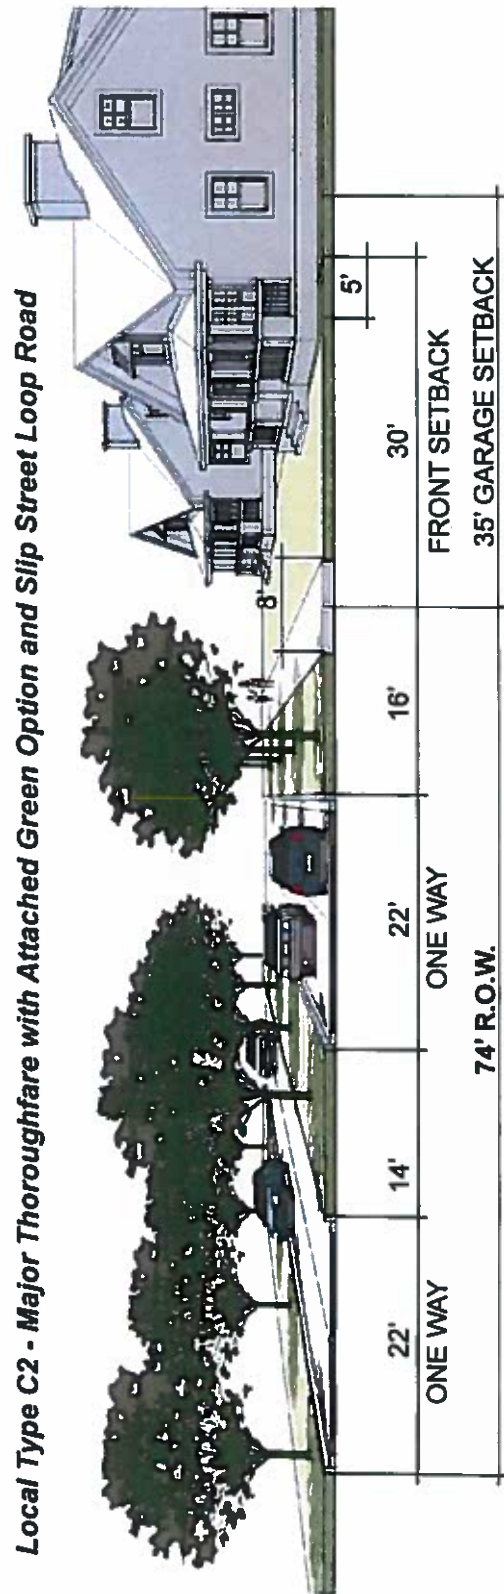 Local Type C2 - Major Thoroughfare with Attached Green Option and Slip Street Loop Road
8'
5'
22'
14'
22'
16'
30'
ONE WAY
ONE WAY
FRONT SETBACK
74' R.O.W.
35' GARAGE SETBACK